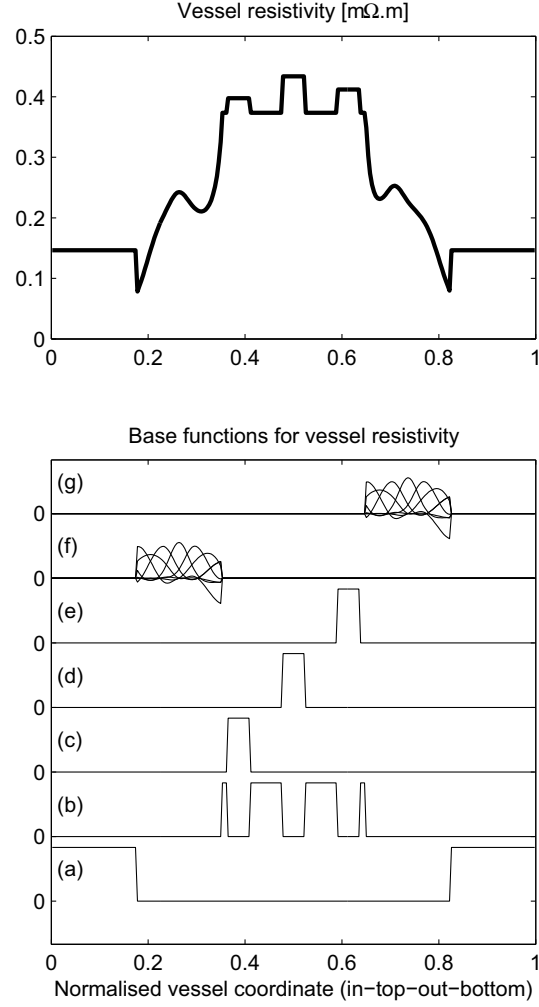 Vessel resistivity [mΩ.m]
0.5
0.4
0.3
0.2
0.1
0
0 0.2 0.4 0.6 0.8 1
Base functions for vessel resistivity
(g)
0
(f)
0
(e)
0
(d)
0
(c)
0
(b)
0
(a)
0
0 0.2 0.4 0.6 0.8 1
Normalised vessel coordinate (in−top−out−bottom)